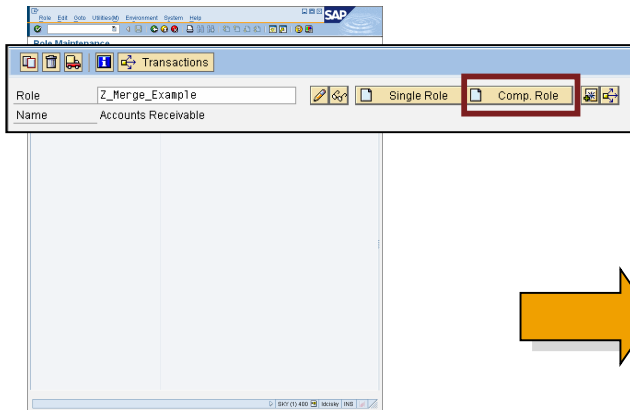 Role Edit Goto Utilities(M) Environment System Help
SAP
Role Maintenance
Transactions
Role Z_Merge_Example Single Role Comp. Role
Name Accounts Receivable
SKY (1) 400 ldcisky INS